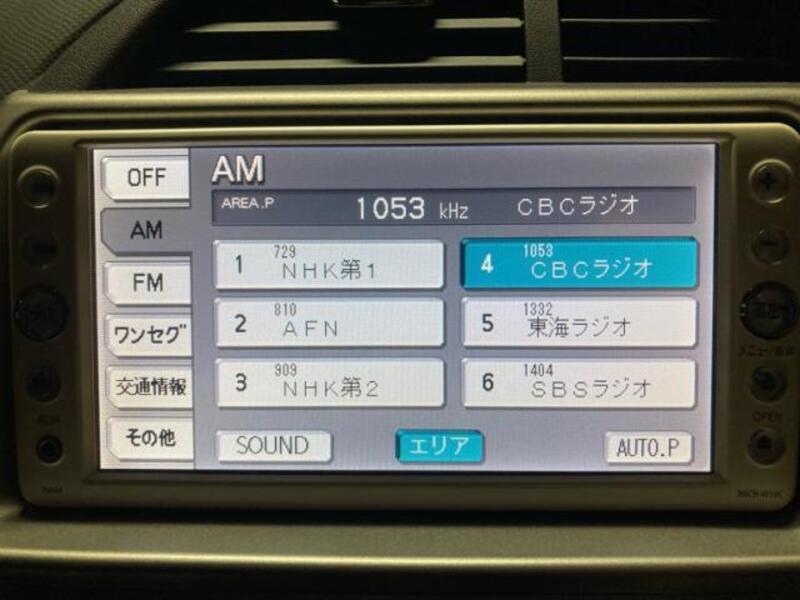 OFF
AM
FM
ワンセグ
交通情報
その他
AM
AREA.P 1053 kHz CBCラジオ
1 729 NHK第1
2 810 AFN
3 909 NHK第2
4 1053 CBCラジオ
5 1332 東海ラジオ
6 1404 SBSラジオ
SOUND エリア AUTO.P
OPEN